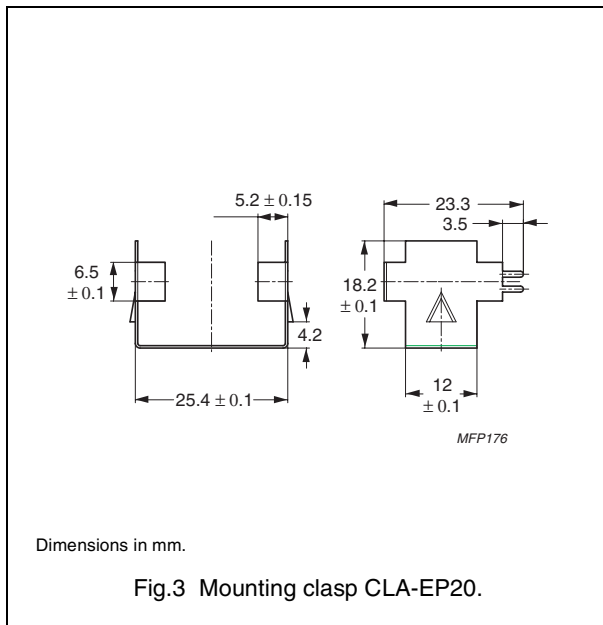 5.2 ± 0.15
23.3
3.5
6.5
± 0.1
18.2
± 0.1
4.2
25.4 ± 0.1
12
± 0.1
MFP176
Dimensions in mm.
Fig.3 Mounting clasp CLA-EP20.